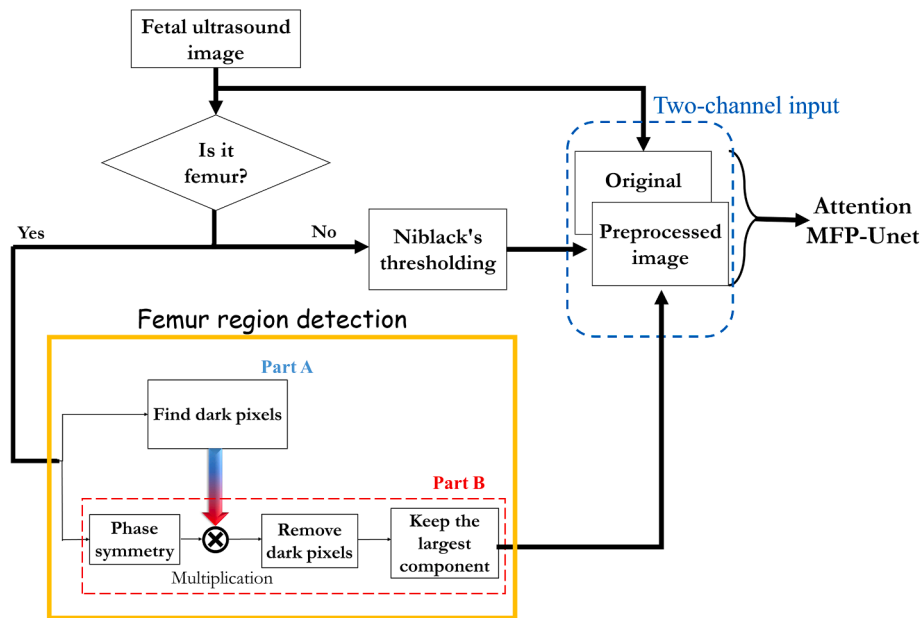 Fetal ultrasound
image
Two-channel input
Is it
femur?
Original
Attention
MFP-Unet
Yes
No
Niblack's
thresholding
Preprocessed
image
Femur region detection
Part A
Find dark pixels
Part B
Phase
symmetry
Multiplication
Remove
dark pixels
Keep the
largest
component